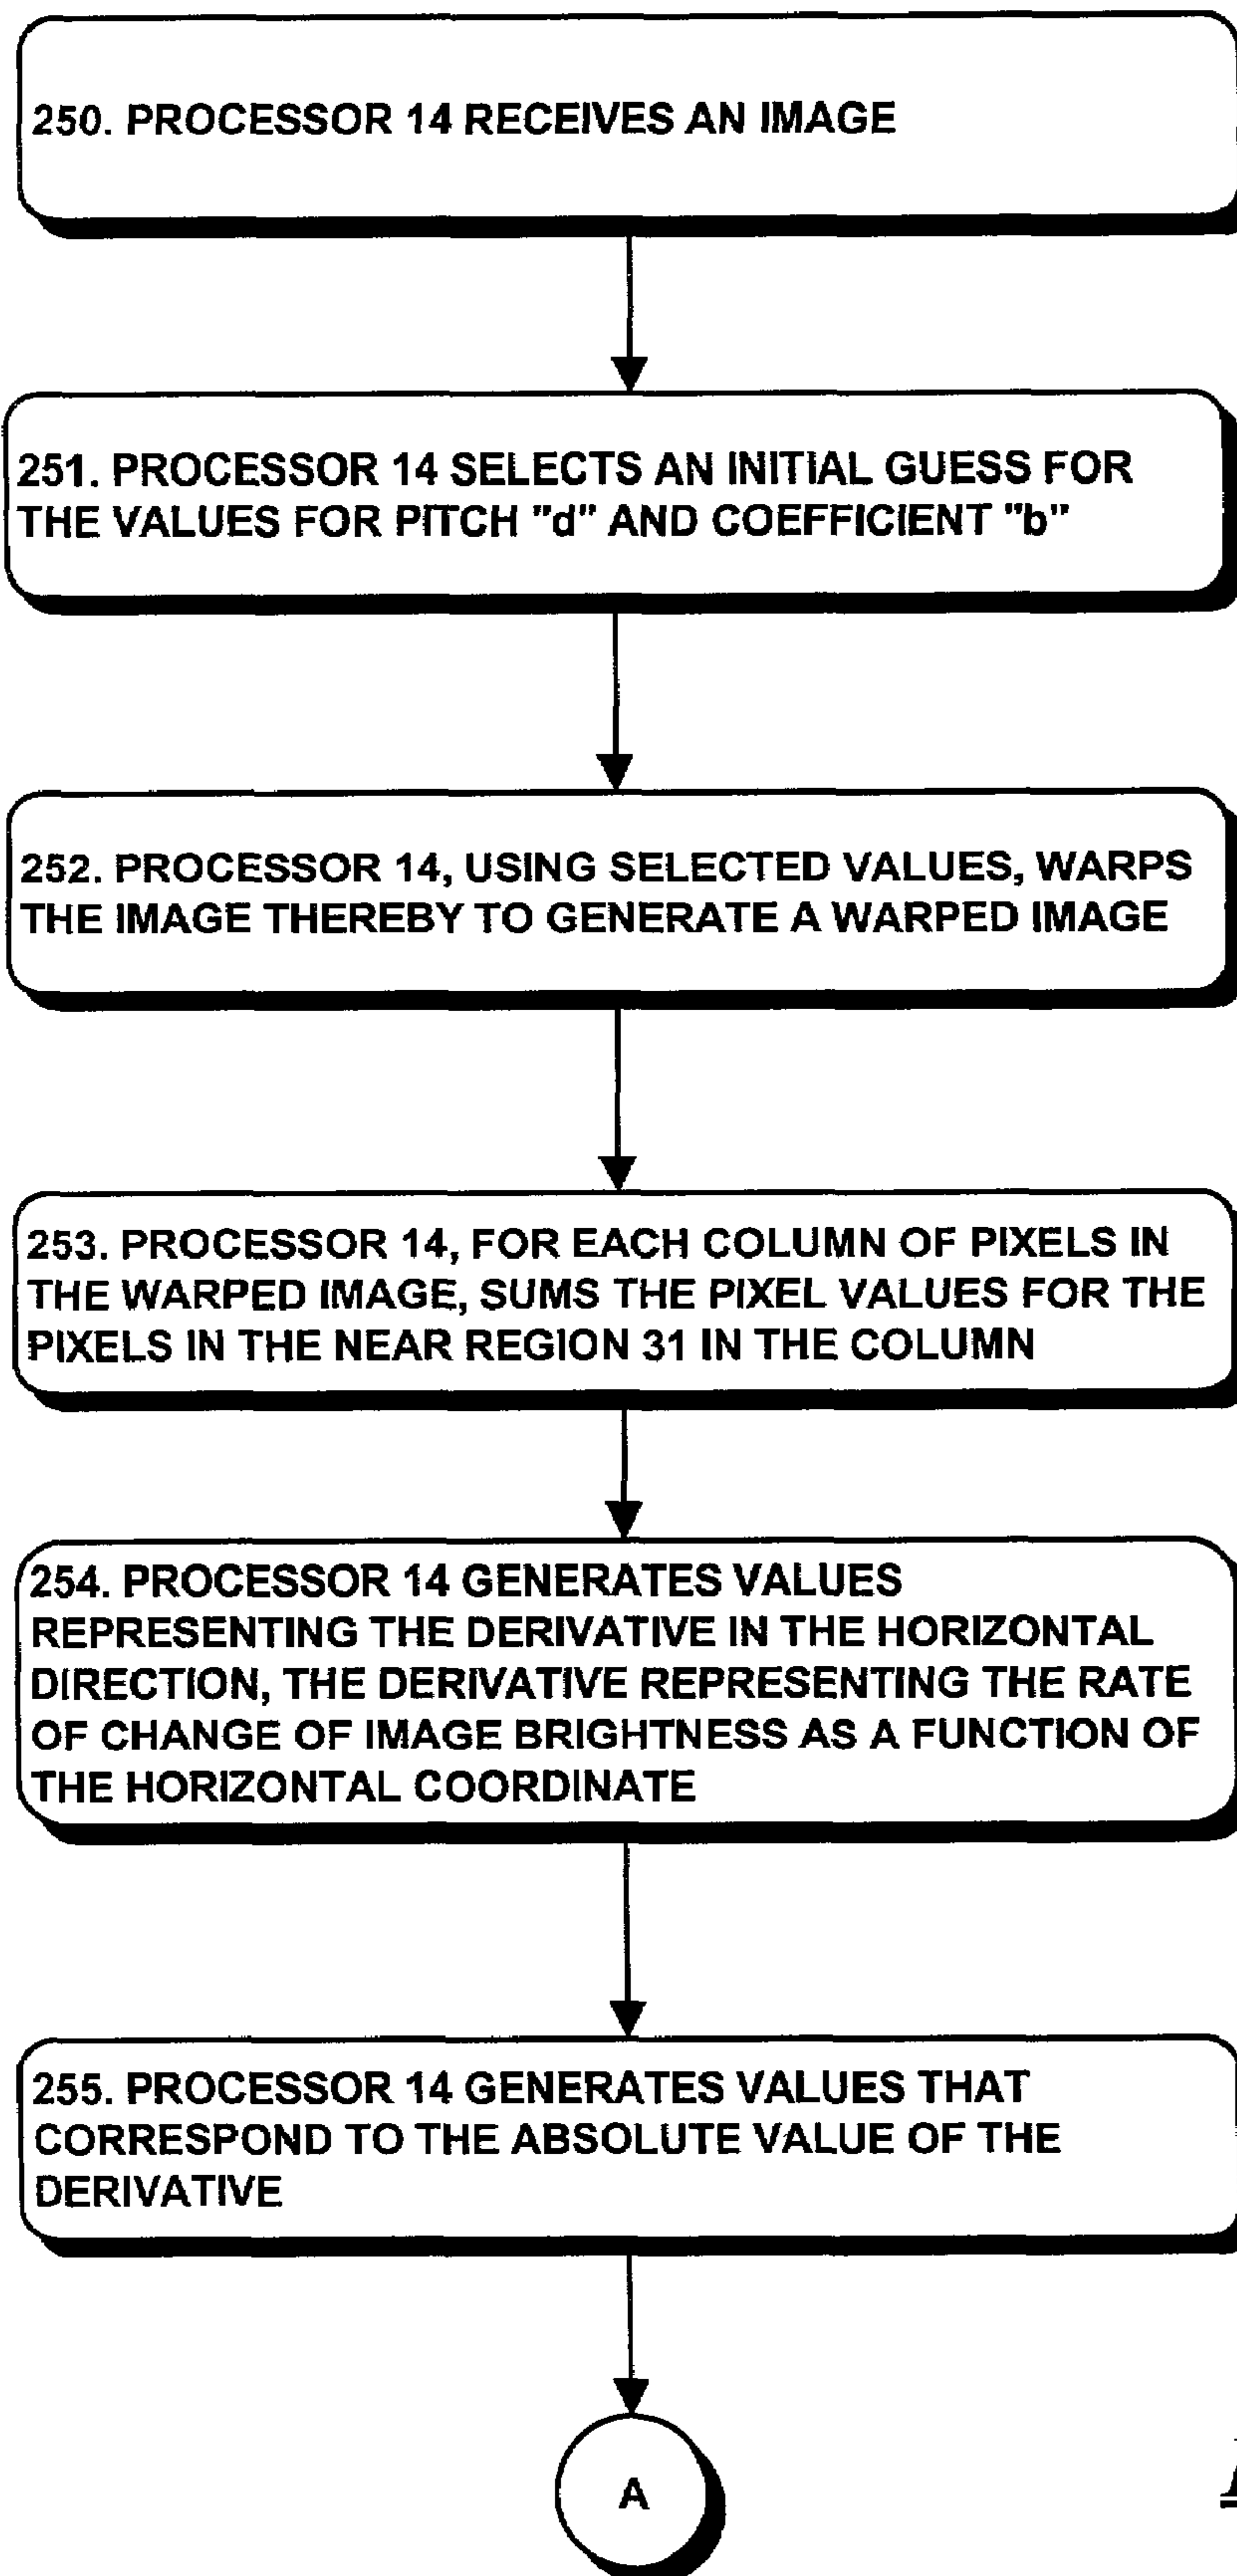 250. PROCESSOR 14 RECEIVES AN IMAGE
251. PROCESSOR 14 SELECTS AN INITIAL GUESS FOR
THE VALUES FOR PITCH "d" AND COEFFICIENT "b"
252. PROCESSOR 14, USING SELECTED VALUES, WARPS
THE IMAGE THEREBY TO GENERATE A WARPED IMAGE
253. PROCESSOR 14, FOR EACH COLUMN OF PIXELS IN
THE WARPED IMAGE, SUMS THE PIXEL VALUES FOR THE
PIXELS IN THE NEAR REGION 31 IN THE COLUMN
254. PROCESSOR 14 GENERATES VALUES
REPRESENTING THE DERIVATIVE IN THE HORIZONTAL
DIRECTION, THE DERIVATIVE REPRESENTING THE RATE
OF CHANGE OF IMAGE BRIGHTNESS AS A FUNCTION OF
THE HORIZONTAL COORDINATE
255. PROCESSOR 14 GENERATES VALUES THAT
CORRESPOND TO THE ABSOLUTE VALUE OF THE
DERIVATIVE
A